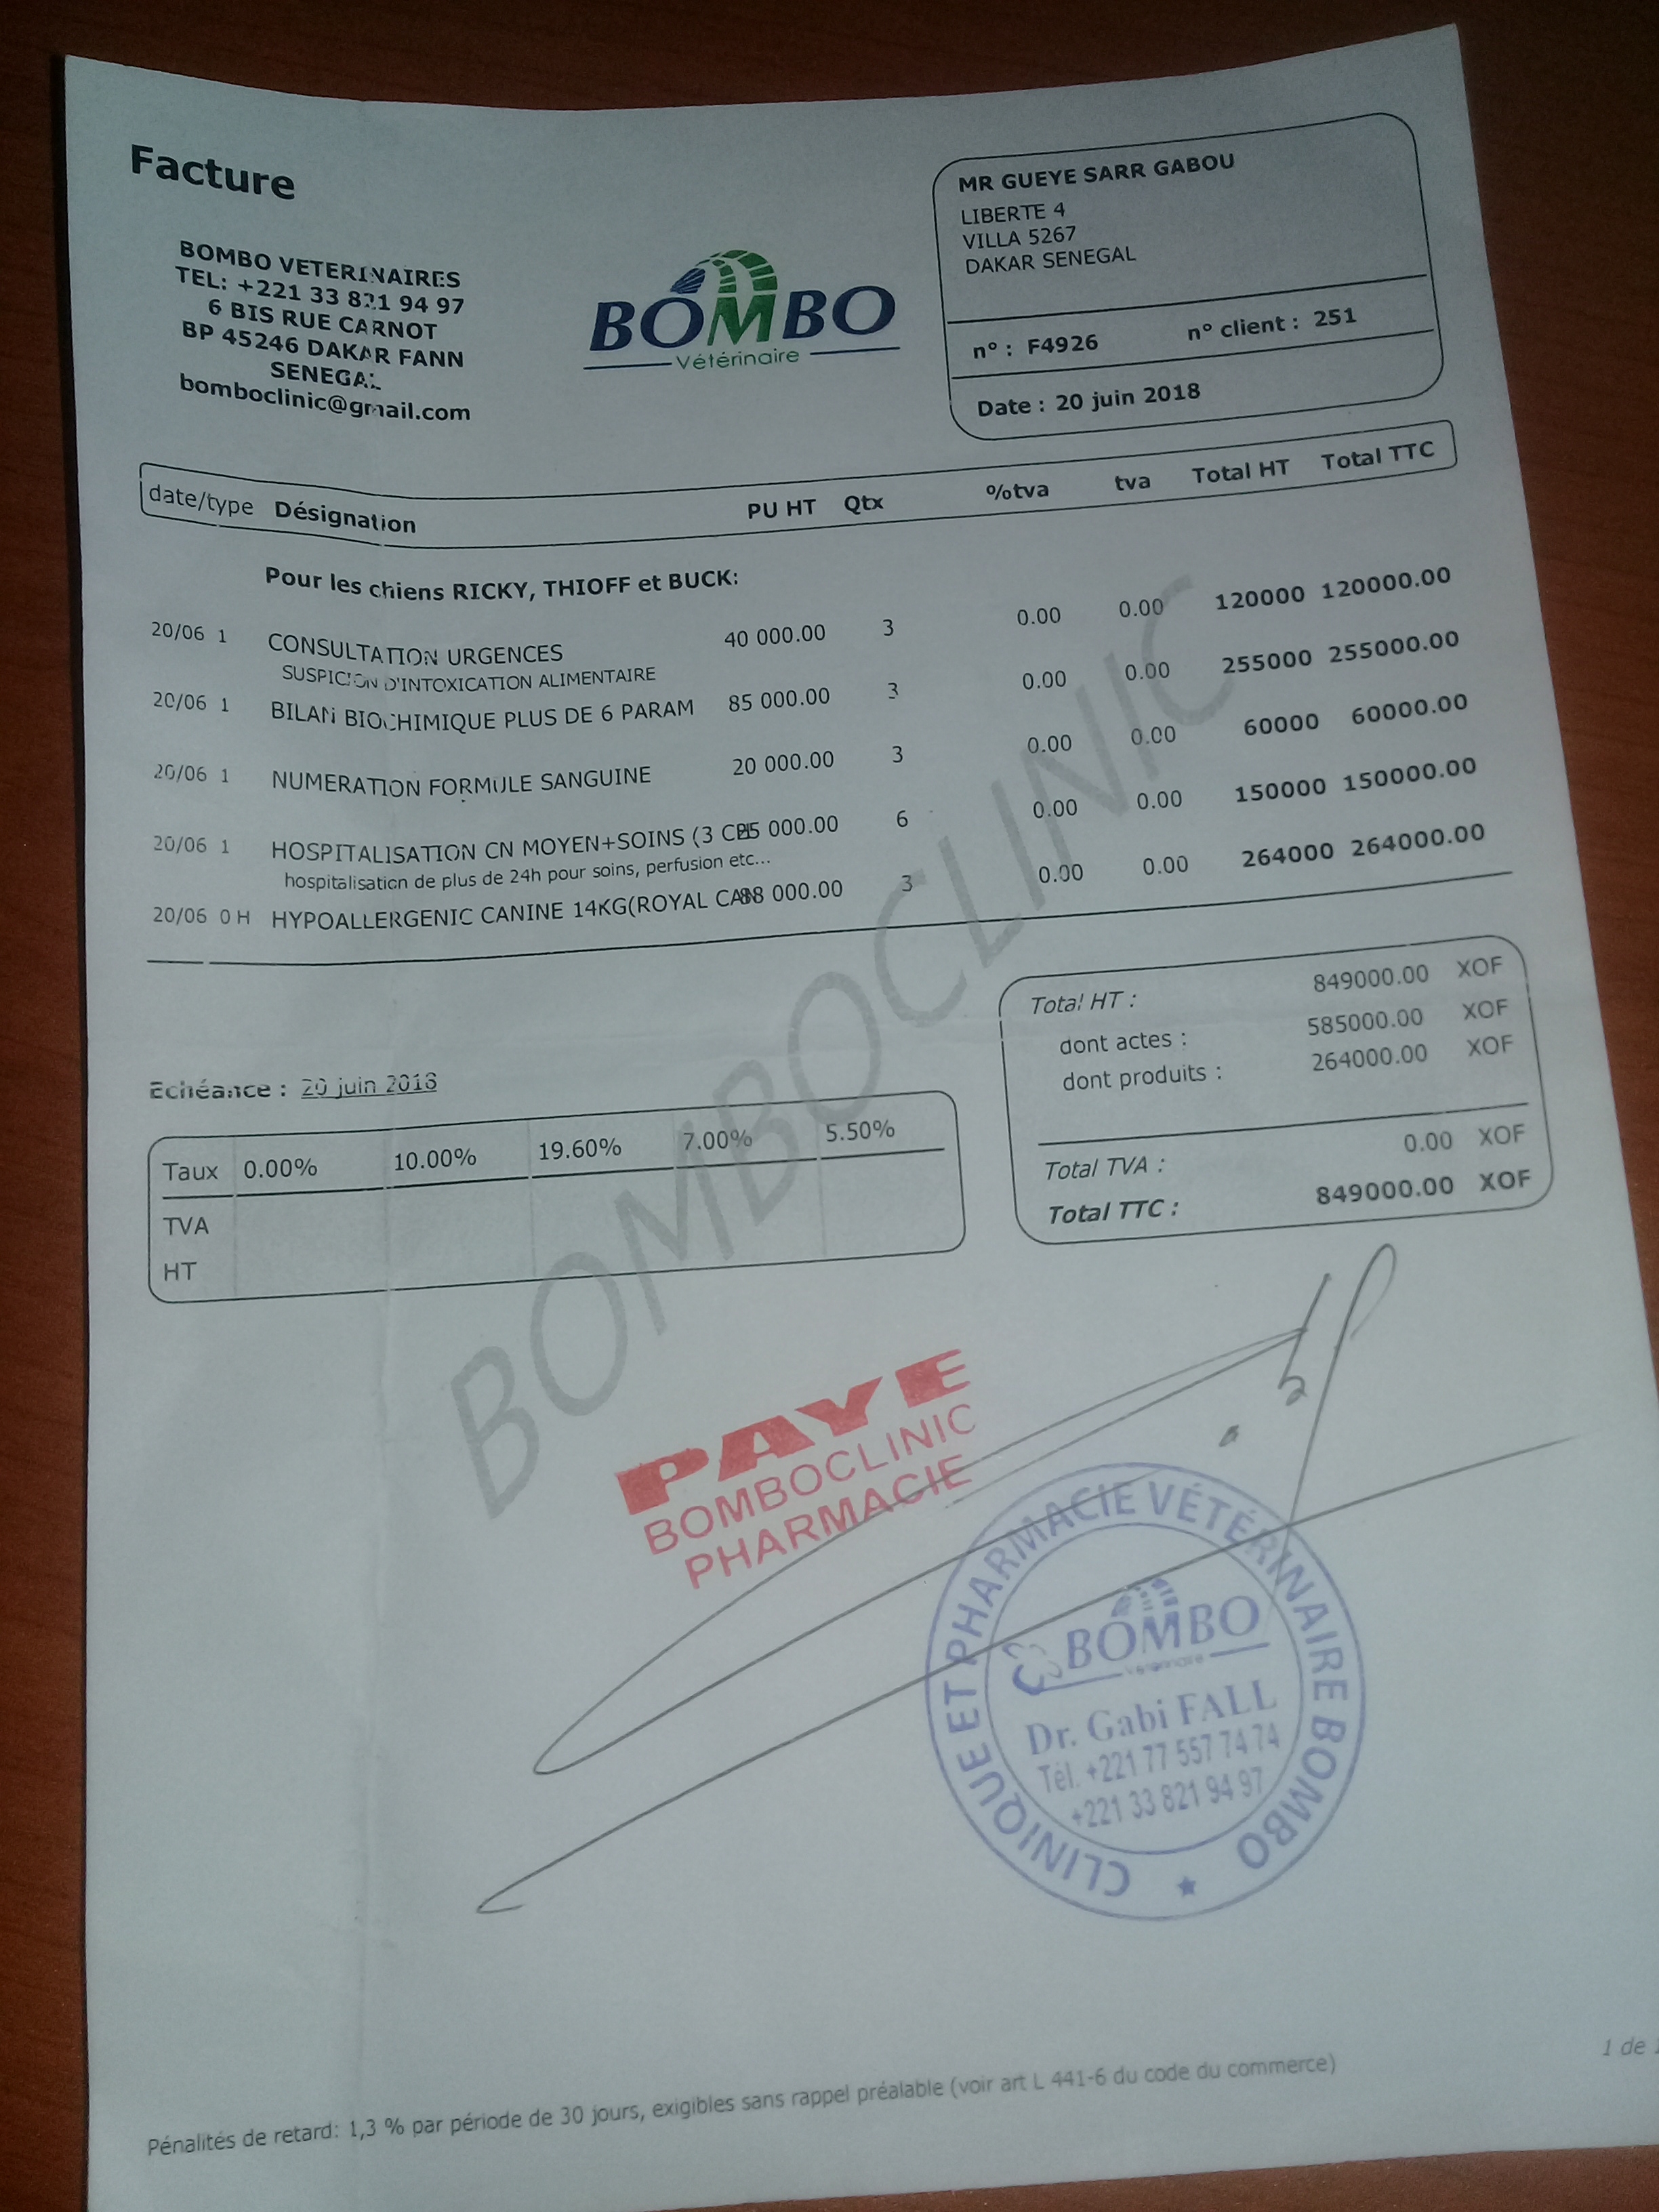 Facture
BOMBO VETERINAIRES
TEL: +221 33 821 94 97
6 BIS RUE CARNOT
BP 45246 DAKAR FANN
SENEGAL
bomboclinic@gmail.com
BOMBO
Vétérinaire
MR GUEYE SARR GABOU
LIBERTE 4
VILLA 5267
DAKAR SENEGAL
n° : F4926 n° client : 251
Date : 20 juin 2018
date/type Désignation PU HT Qtx %tva tva Total HT Total TTC
Pour les chiens RICKY, THIOFF et BUCK:
20/06 1 CONSULTATION URGENCES 40 000.00 3 0.00 0.00 120000 120000.00
SUSPICION D'INTOXICATION ALIMENTAIRE
20/06 1 BILAN BIOCHIMIQUE PLUS DE 6 PARAM 85 000.00 3 0.00 0.00 255000 255000.00
20/06 1 NUMERATION FORMULE SANGUINE 20 000.00 3 0.00 0.00 60000 60000.00
20/06 1 HOSPITALISATION CN MOYEN+SOINS (3 25 000.00 6 0.00 0.00 150000 150000.00
hospitalisation de plus de 24h pour soins, perfusion etc...
20/06 0 H HYPOALLERGENIC CANINE 14KG(ROYAL CAN 88 000.00 3 0.00 0.00 264000 264000.00
Total HT : 849000.00 XOF
dont actes : 585000.00 XOF
dont produits : 264000.00 XOF
Total TVA : 0.00 XOF
Total TTC : 849000.00 XOF
Echéance : 20 juin 2018
Taux 0.00% 10.00% 19.60% 7.00% 5.50%
TVA
HT
BOMBOCLINIC
PAYE
BOMBOCLINIC
PHARMACIE
CLINIQUE ET PHARMACIE VÉTÉRINAIRE BOMBO
BOMBO
Vétérinaire
Dr. Gabi FALL
Tél. +221 77 557 74 74
+221 33 821 94 97
Pénalités de retard: 1,3 % par période de 30 jours, exigibles sans rappel préalable (voir art L 441-6 du code du commerce)
1 de 1